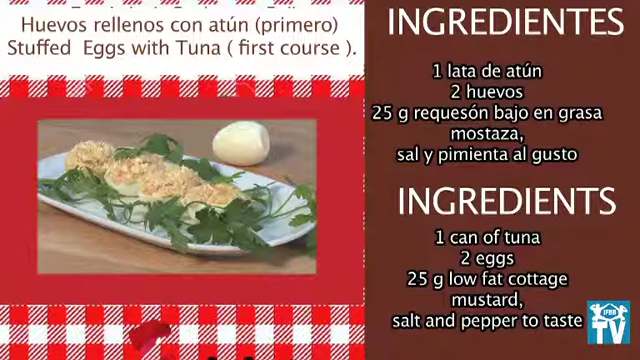 Huevos rellenos con atún (primero)
Stuffed Eggs with Tuna ( first course ).
INGREDIENTES
1 lata de atún
2 huevos
25 g requesón bajo en grasa
mostaza,
sal y pimienta al gusto
INGREDIENTS
1 can of tuna
2 eggs
25 g low fat cottage
mustard,
salt and pepper to taste
IFBB
TV